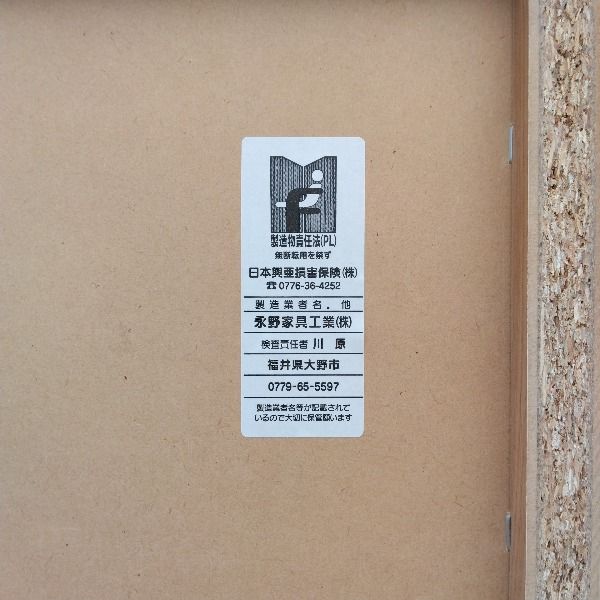 f
製造物責任法(PL)
無断転用を禁ず
日本興亜損害保険(株)
☎0776-36-4252
製造業者名．他
永野家具工業(株)
検査責任者 川原
福井県大野市
0779-65-5597
製造業者名等が記載されて
いるので大切に保管願います